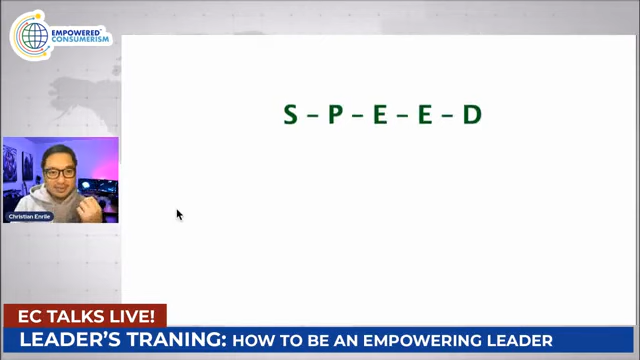 EMPOWERED
CONSUMERISM
S – P – E – E – D
Christian Enrile
EC TALKS LIVE!
LEADER'S TRANING: HOW TO BE AN EMPOWERING LEADER